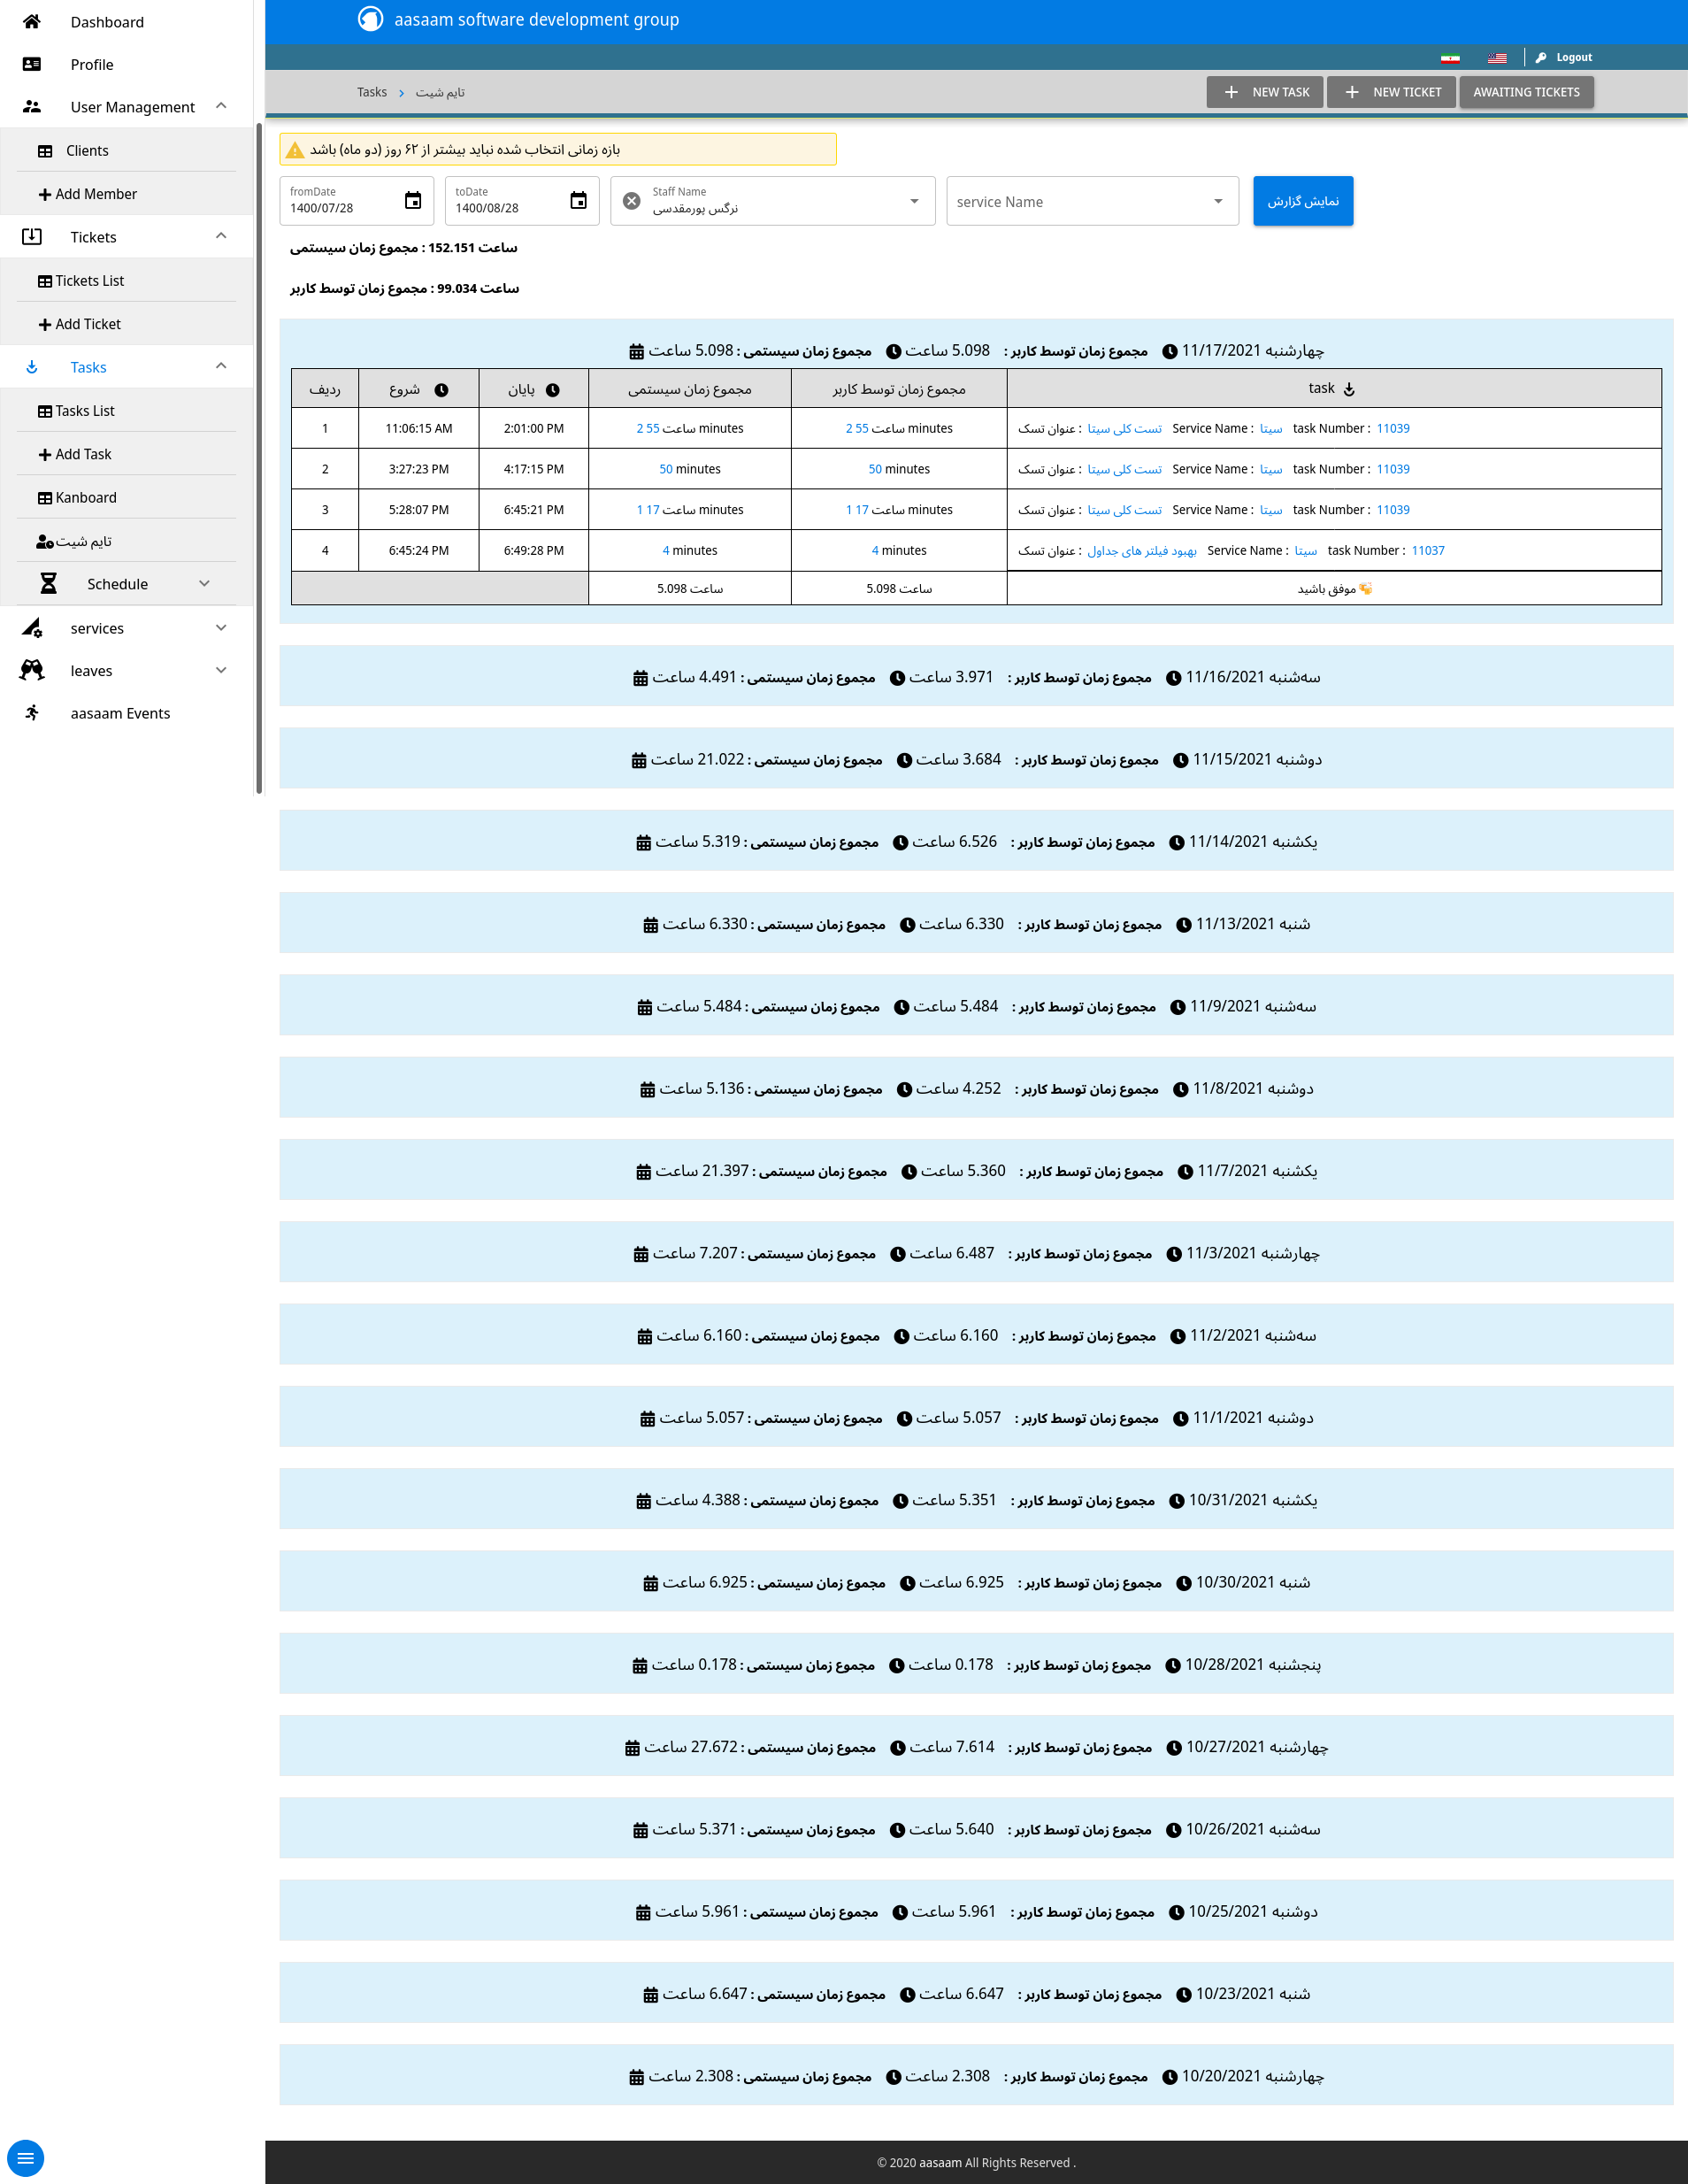 Dashboard
Profile
User Management
Clients
Add Member
Tickets
Tickets List
Add Ticket
Tasks
Tasks List
Add Task
Kanboard
تایم شیت
Schedule
services
leaves
aasaam Events
aasaam software development group
Logout
Tasks > تایم شیت
NEW TASK NEW TICKET AWAITING TICKETS
بازه زمانی انتخاب شده نباید بیشتر از ۶۲ روز (دو ماه) باشد
fromDate toDate Staff Name
1400/07/28 1400/08/28 نرگس پورمقدسی service Name نمایش گزارش
مجموع زمان سیستمی : 152.151 ساعت
مجموع زمان توسط کاربر : 99.034 ساعت
چهارشنبه 11/17/2021 مجموع زمان توسط کاربر : 5.098 ساعت مجموع زمان سیستمی : 5.098 ساعت
ردیف شروع پایان مجموع زمان سیستمی مجموع زمان توسط کاربر task
1 11:06:15 AM 2:01:00 PM 2 ساعت 55 minutes 2 ساعت 55 minutes عنوان تسک : تست کلی سیتا Service Name : سیتا task Number : 11039
2 3:27:23 PM 4:17:15 PM 50 minutes 50 minutes عنوان تسک : تست کلی سیتا Service Name : سیتا task Number : 11039
3 5:28:07 PM 6:45:21 PM 1 ساعت 17 minutes 1 ساعت 17 minutes عنوان تسک : تست کلی سیتا Service Name : سیتا task Number : 11039
4 6:45:24 PM 6:49:28 PM 4 minutes 4 minutes عنوان تسک : بهبود فیلتر های جداول Service Name : سیتا task Number : 11037
5.098 ساعت 5.098 ساعت موفق باشید
سه‌شنبه 11/16/2021 مجموع زمان توسط کاربر : 3.971 ساعت مجموع زمان سیستمی : 4.491 ساعت
دوشنبه 11/15/2021 مجموع زمان توسط کاربر : 3.684 ساعت مجموع زمان سیستمی : 21.022 ساعت
یکشنبه 11/14/2021 مجموع زمان توسط کاربر : 6.526 ساعت مجموع زمان سیستمی : 5.319 ساعت
شنبه 11/13/2021 مجموع زمان توسط کاربر : 6.330 ساعت مجموع زمان سیستمی : 6.330 ساعت
سه‌شنبه 11/9/2021 مجموع زمان توسط کاربر : 5.484 ساعت مجموع زمان سیستمی : 5.484 ساعت
دوشنبه 11/8/2021 مجموع زمان توسط کاربر : 4.252 ساعت مجموع زمان سیستمی : 5.136 ساعت
یکشنبه 11/7/2021 مجموع زمان توسط کاربر : 5.360 ساعت مجموع زمان سیستمی : 21.397 ساعت
چهارشنبه 11/3/2021 مجموع زمان توسط کاربر : 6.487 ساعت مجموع زمان سیستمی : 7.207 ساعت
سه‌شنبه 11/2/2021 مجموع زمان توسط کاربر : 6.160 ساعت مجموع زمان سیستمی : 6.160 ساعت
دوشنبه 11/1/2021 مجموع زمان توسط کاربر : 5.057 ساعت مجموع زمان سیستمی : 5.057 ساعت
یکشنبه 10/31/2021 مجموع زمان توسط کاربر : 5.351 ساعت مجموع زمان سیستمی : 4.388 ساعت
شنبه 10/30/2021 مجموع زمان توسط کاربر : 6.925 ساعت مجموع زمان سیستمی : 6.925 ساعت
پنجشنبه 10/28/2021 مجموع زمان توسط کاربر : 0.178 ساعت مجموع زمان سیستمی : 0.178 ساعت
چهارشنبه 10/27/2021 مجموع زمان توسط کاربر : 7.614 ساعت مجموع زمان سیستمی : 27.672 ساعت
سه‌شنبه 10/26/2021 مجموع زمان توسط کاربر : 5.640 ساعت مجموع زمان سیستمی : 5.371 ساعت
دوشنبه 10/25/2021 مجموع زمان توسط کاربر : 5.961 ساعت مجموع زمان سیستمی : 5.961 ساعت
شنبه 10/23/2021 مجموع زمان توسط کاربر : 6.647 ساعت مجموع زمان سیستمی : 6.647 ساعت
چهارشنبه 10/20/2021 مجموع زمان توسط کاربر : 2.308 ساعت مجموع زمان سیستمی : 2.308 ساعت
© 2020 aasaam All Rights Reserved .